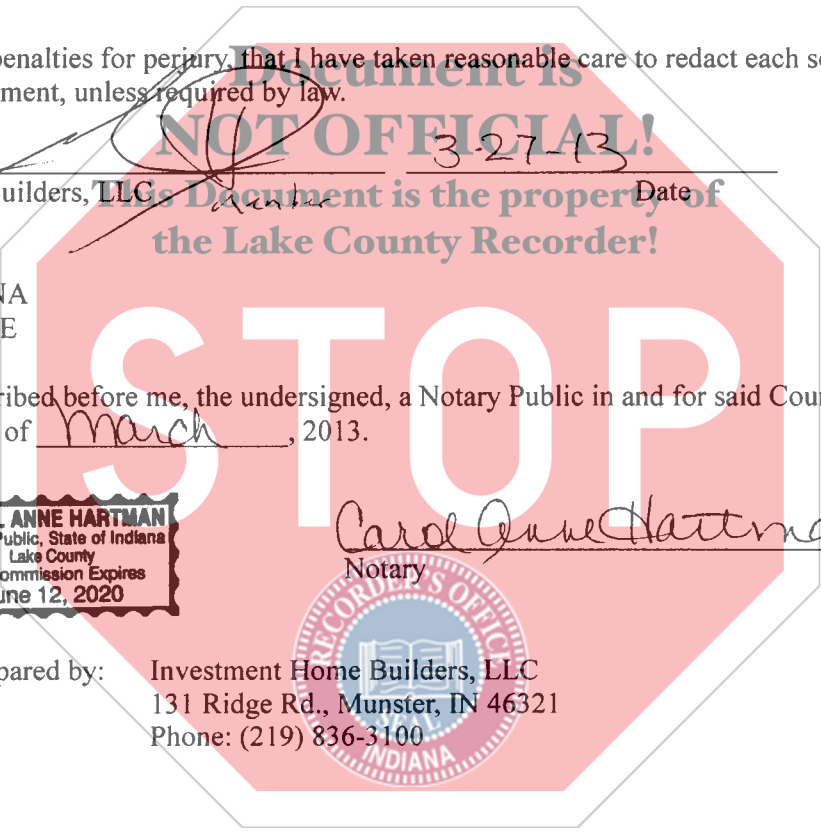 penalties for perjury, that I have taken reasonable care to redact each
ment, unless required by law.
Document is
NOT OFFICIAL!
This Document is the property of
the Lake County Recorder!
3-27-13
uilders, LLC
Date
NA
E
STOP
ribed before me, the undersigned, a Notary Public in and for said Coun
of March, 2013.
L ANNE HARTMAN
Public, State of Indiana
Lake County
ommission Expires
une 12, 2020
Carol Anne Hartma
Notary
RECORDER'S OFFICE
SEAL
INDIANA
pared by: Investment Home Builders, LLC
131 Ridge Rd., Munster, IN 46321
Phone: (219) 836-3100